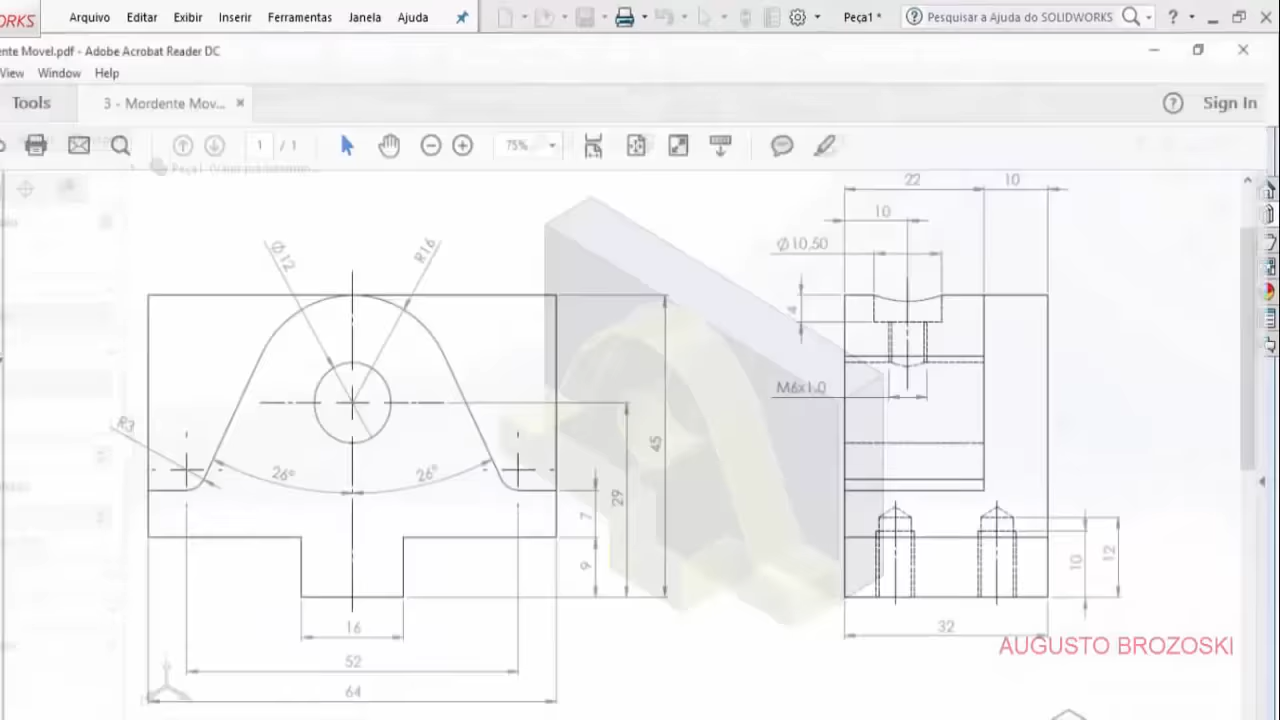 ORKS Arquivo Editar Exibir Inserir Ferramentas Janela Ajuda Peça1 * Pesquisar a Ajuda do SOLIDWORKS ?
ente Movel.pdf - Adobe Acrobat Reader DC
View Window Help
Tools 3 - Mordente Mov... Sign In
1 / 1 75%
22 10
10
Ø10,50
Ø12 R16
4
M6x1.0
R3
45
26° 26°
29
7
9
10 12
16
32
52
64
AUGUSTO BROZOSKI